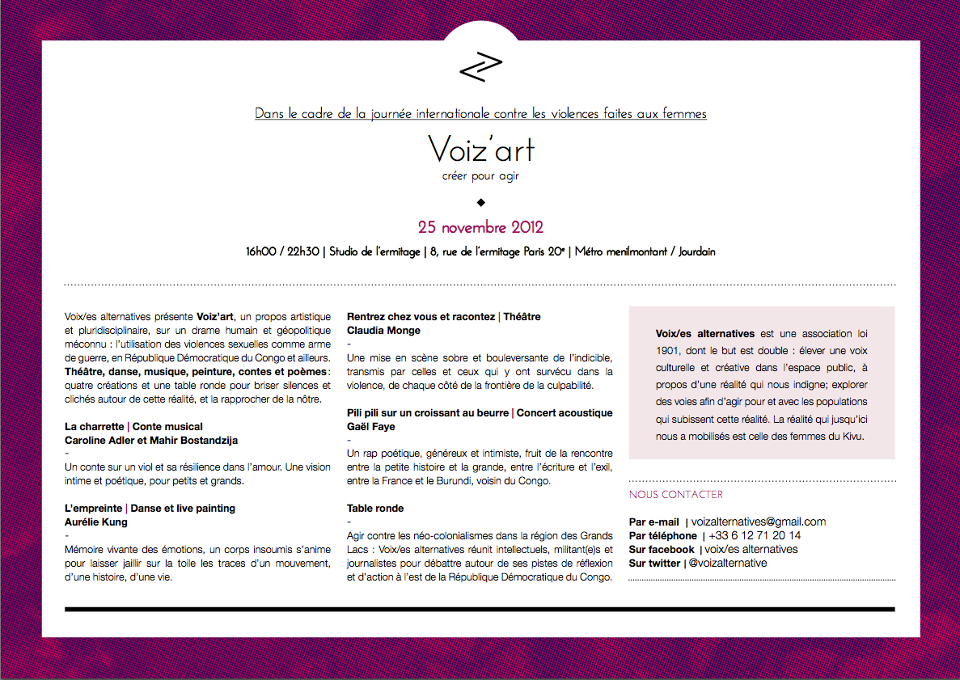 Dans le cadre de la journée internationale contre les violences faites aux femmes
Voiz'art
créer pour agir
25 novembre 2012
16h00 / 22h30 | Studio de l'ermitage | 8, rue de l'ermitage Paris 20e | Métro menilmontant / Jourdain
Voix/es alternatives présente Voiz'art, un propos artistique
et pluridisciplinaire, sur un drame humain et géopolitique
méconnu : l'utilisation des violences sexuelles comme arme
de guerre, en République Démocratique du Congo et ailleurs.
Théâtre, danse, musique, peinture, contes et poèmes :
quatre créations et une table ronde pour briser silences et
clichés autour de cette réalité, et la rapprocher de la nôtre.
La charrette | Conte musical
Caroline Adler et Mahir Bostandzija
-
Un conte sur un viol et sa résilience dans l'amour. Une vision
intime et poétique, pour petits et grands.
L'empreinte | Danse et live painting
Aurélie Kung
-
Mémoire vivante des émotions, un corps insoumis s'anime
pour laisser jaillir sur la toile les traces d'un mouvement,
d'une histoire, d'une vie.
Rentrez chez vous et racontez | Théâtre
Claudia Monge
-
Une mise en scène sobre et bouleversante de l'indicible,
transmis par celles et ceux qui y ont survécu dans la
violence, de chaque côté de la frontière de la culpabilité.
Pili pili sur un croissant au beurre | Concert acoustique
Gaël Faye
-
Un rap poétique, généreux et intimiste, fruit de la rencontre
entre la petite histoire et la grande, entre l'écriture et l'exil,
entre la France et le Burundi, voisin du Congo.
Table ronde
-
Agir contre les néo-colonialismes dans la région des Grands
Lacs : Voix/es alternatives réunit intellectuels, militant(e)s et
journalistes pour débattre autour de ses pistes de réflexion
et d'action à l'est de la République Démocratique du Congo.
Voix/es alternatives est une association loi
1901, dont le but est double : élever une voix
culturelle et créative dans l'espace public, à
propos d'une réalité qui nous indigne; explorer
des voies afin d'agir pour et avec les populations
qui subissent cette réalité. La réalité qui jusqu'ici
nous a mobilisés est celle des femmes du Kivu.
NOUS CONTACTER
Par e-mail | voizalternatives@gmail.com
Par téléphone | +33 6 12 71 20 14
Sur facebook | voix/es alternatives
Sur twitter | @voizalternative